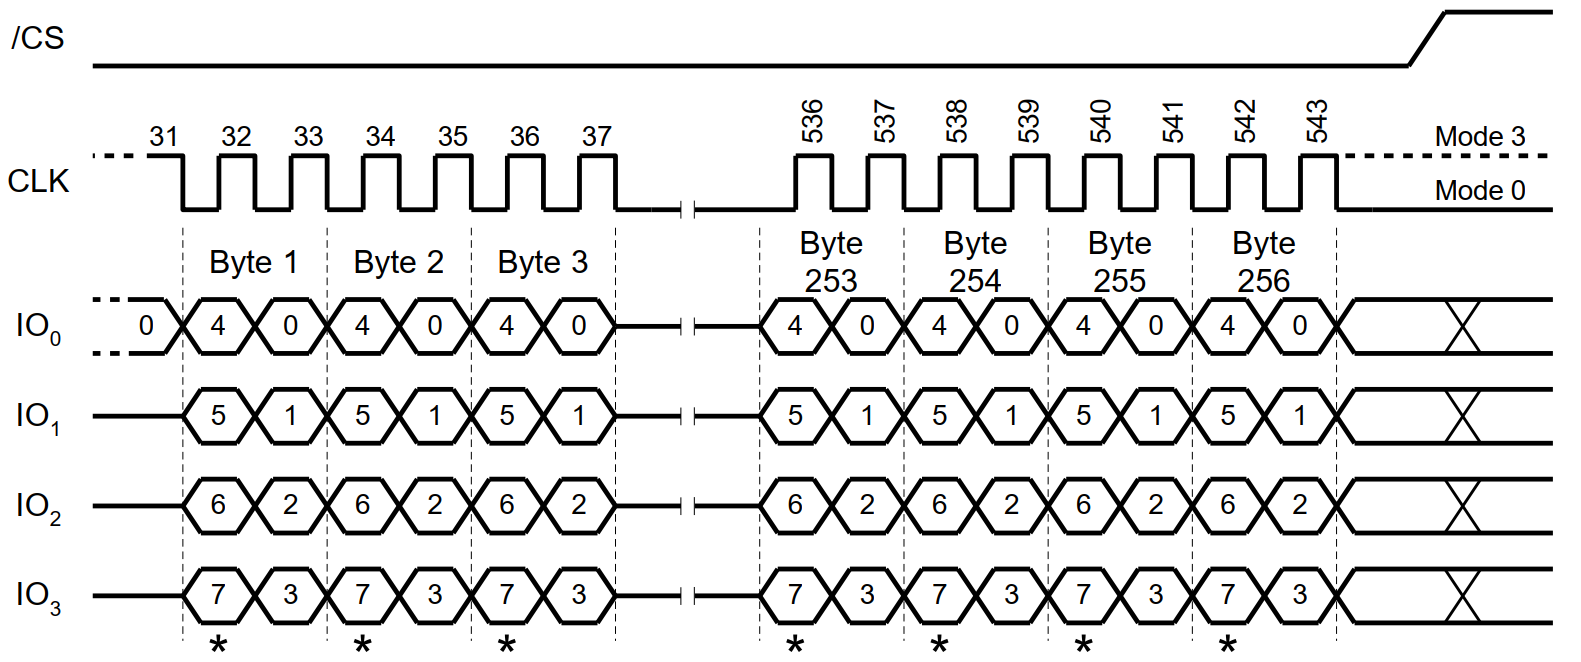 /CS
31 32 33 34 35 36 37 536 537 538 539 540 541 542 543
Mode 3
CLK
Mode 0
Byte 1 Byte 2 Byte 3 Byte 253 Byte 254 Byte 255 Byte 256
IO0 0 4 0 4 0 4 0 4 0 4 0 4 0 4 0
IO1 5 1 5 1 5 1 5 1 5 1 5 1 5 1
IO2 6 2 6 2 6 2 6 2 6 2 6 2 6 2
IO3 7 3 7 3 7 3 7 3 7 3 7 3 7 3
* * * * * * *